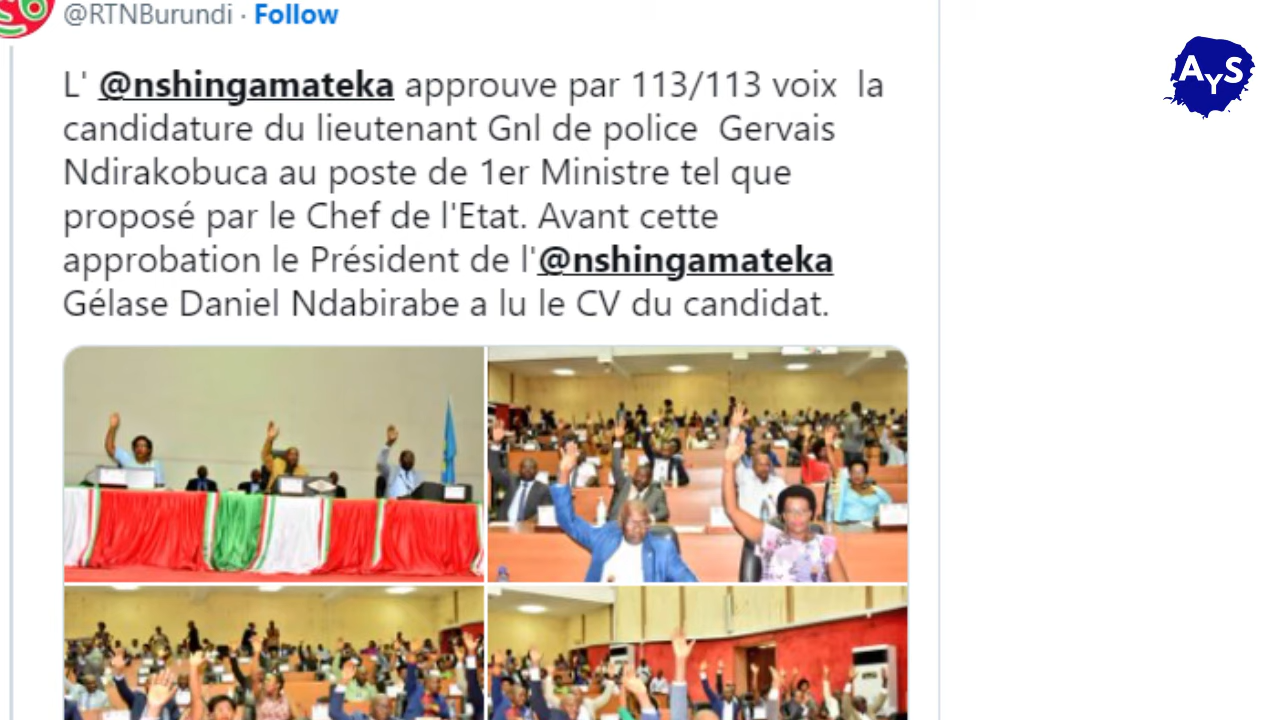 @RTNBurundi · Follow
L' @nshingamateka approuve par 113/113 voix  la
candidature du lieutenant Gnl de police  Gervais
Ndirakobuca au poste de 1er Ministre tel que
proposé par le Chef de l'Etat. Avant cette
approbation le Président de l'@nshingamateka
Gélase Daniel Ndabirabe a lu le CV du candidat.
AyS